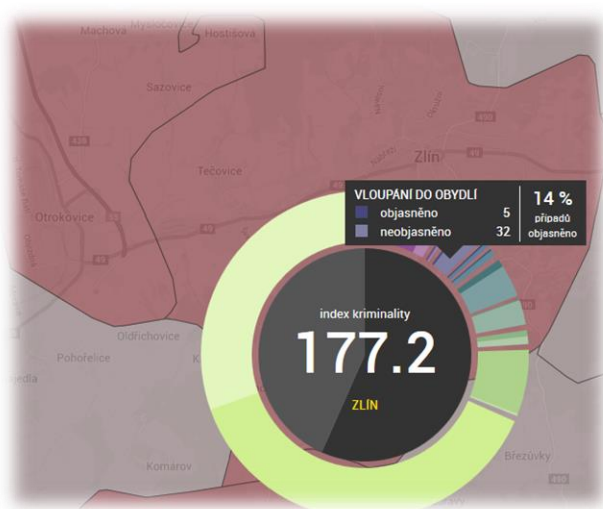 Machova
Mysločovice
Hostišová
Sazovice
Tečovice
Zlín
Otrokovice
VLOUPÁNÍ DO OBYDLÍ
objasněno 5
neobjasněno 32
14 %
případů
objasněno
Oldřichovice
Pohořelice
index kriminality
177.2
ZLÍN
Komárov
Březůvky